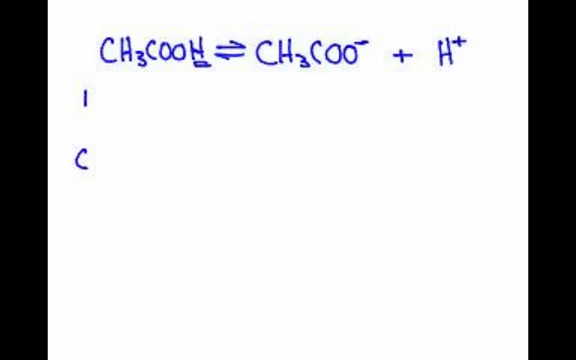 CH₃COOH ⇌ CH₃COO⁻ + H⁺
I
C